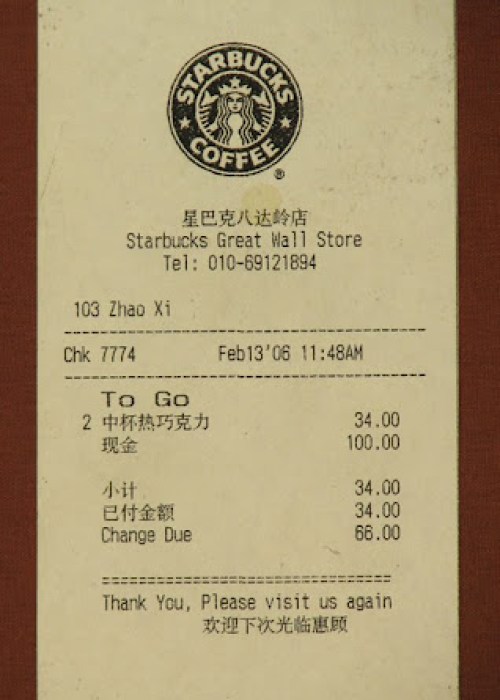 STARBUCKS
COFFEE
®
星巴克八达岭店
Starbucks Great Wall Store
Tel: 010-69121894
103 Zhao Xi
Chk 7774 Feb13'06 11:48AM
To Go
2 中杯热巧克力 34.00
现金 100.00
小计 34.00
已付金额 34.00
Change Due 66.00
Thank You, Please visit us again
欢迎下次光临惠顾